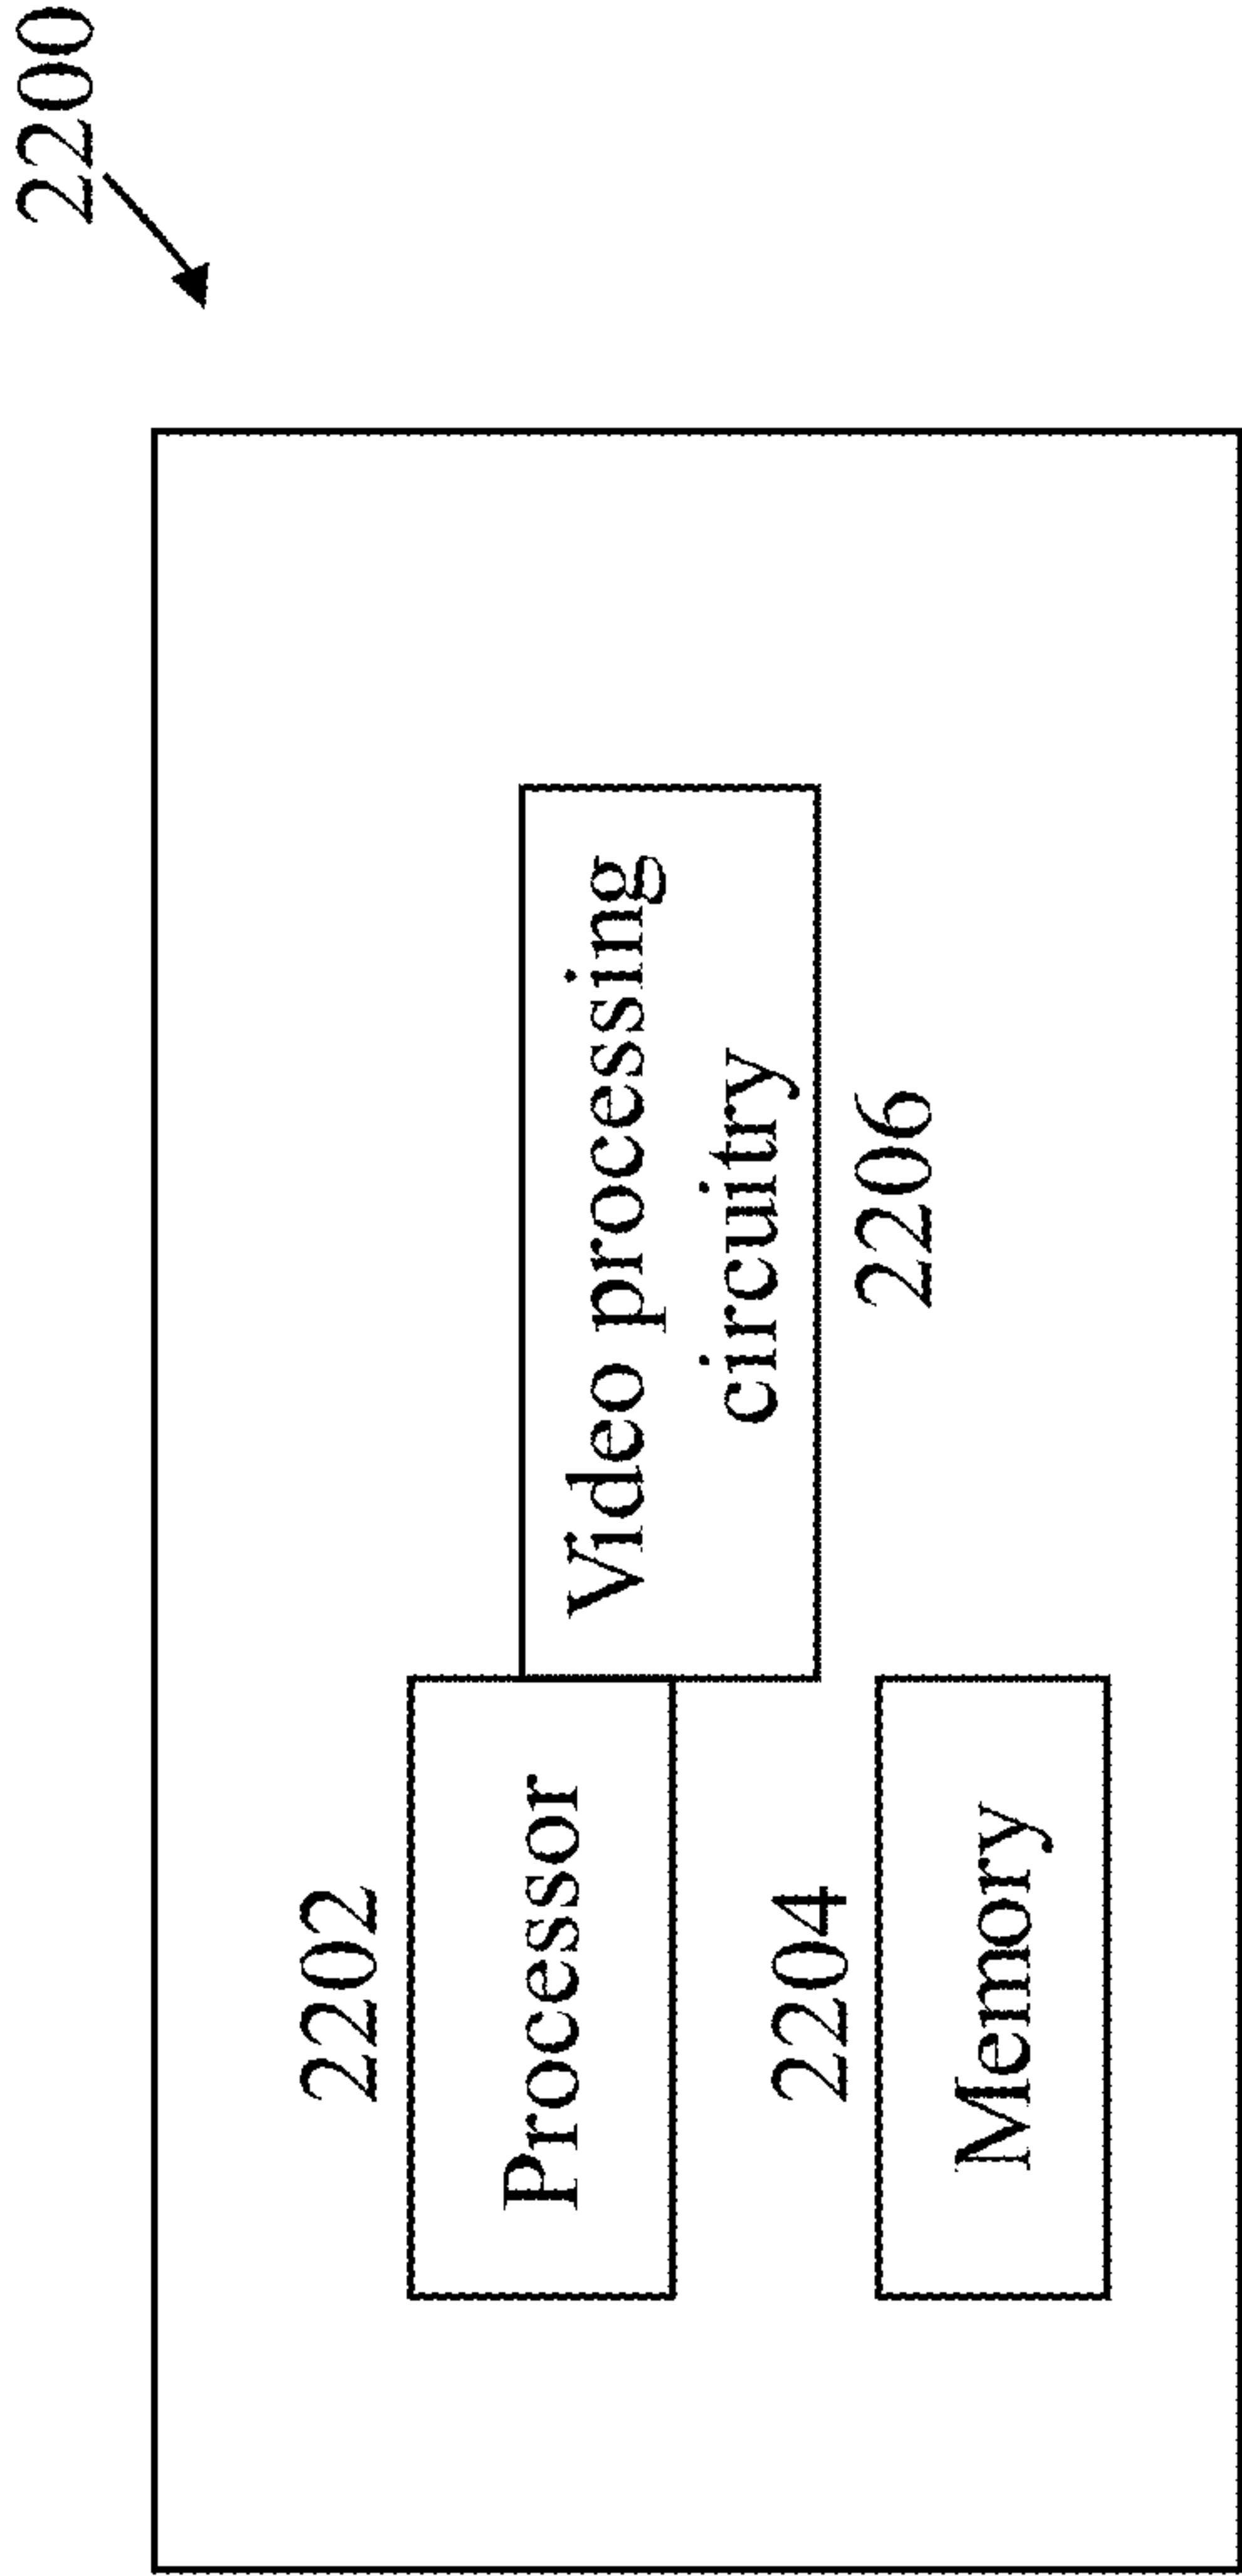 2200
2202
Processor
Video processing
circuitry
2204
2206
Memory